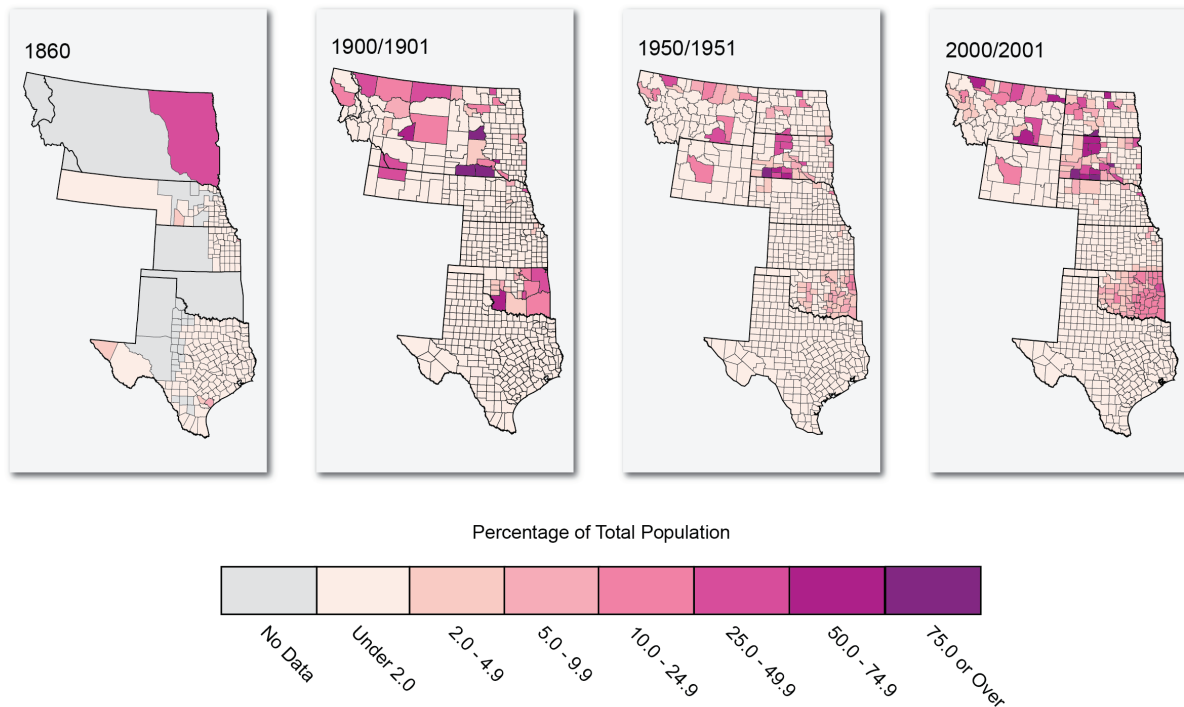 1860
1900/1901
1950/1951
2000/2001
Percentage of Total Population
No Data
Under 2.0
2.0 - 4.9
5.0 - 9.9
10.0 - 24.9
25.0 - 49.9
50.0 - 74.9
75.0 or Over